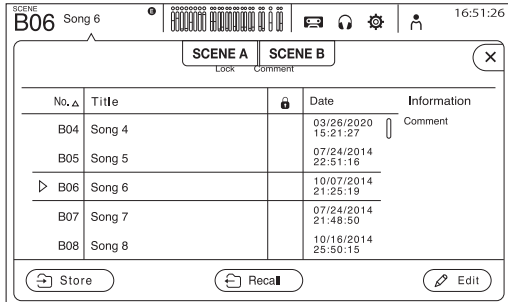 SCENE
B06 Song 6 E 16:51:26
SCENE A SCENE B
Lock Comment
No. Title Date Information
B04 Song 4 03/26/2020 15:21:27 Comment
B05 Song 5 07/24/2014 22:51:16
B06 Song 6 10/07/2014 21:25:19
B07 Song 7 07/24/2014 21:48:50
B08 Song 8 10/16/2014 25:50:15
Store Recall Edit